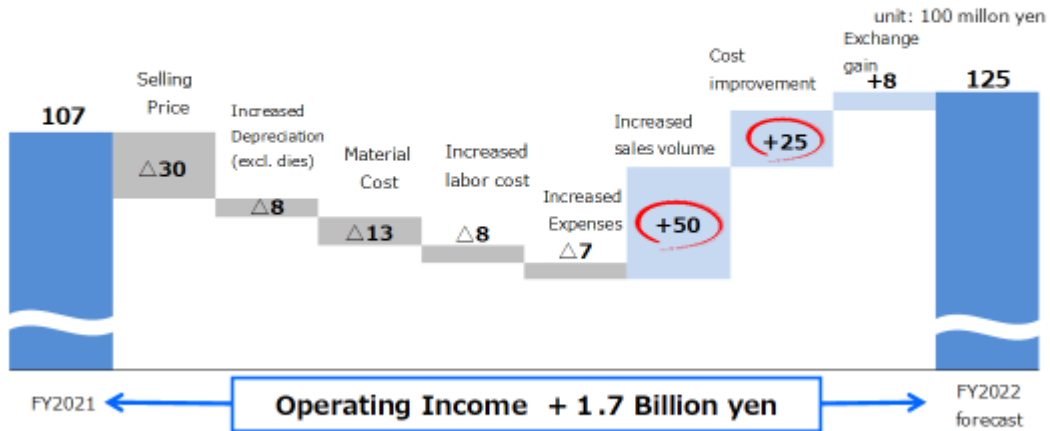 unit: 100 millon yen
107
Selling
Price
△30
Increased
Depreciation
(excl. dies)
△8
Material
Cost
△13
Increased
labor cost
△8
Increased
Expenses
△7
Increased
sales volume
+50
Cost
improvement
+25
Exchange
gain
+8
125
FY2021
Operating Income + 1.7 Billion yen
FY2022
forecast